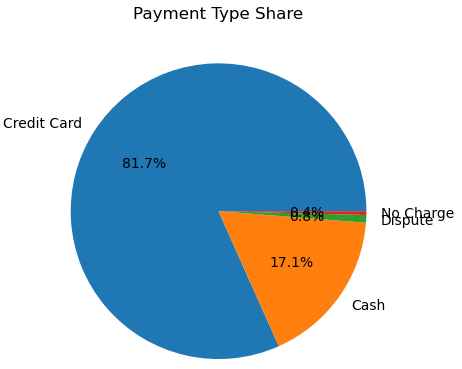 Payment Type Share
Credit Card
81.7%
0.4%
No Charge
0.8%
Dispute
17.1%
Cash